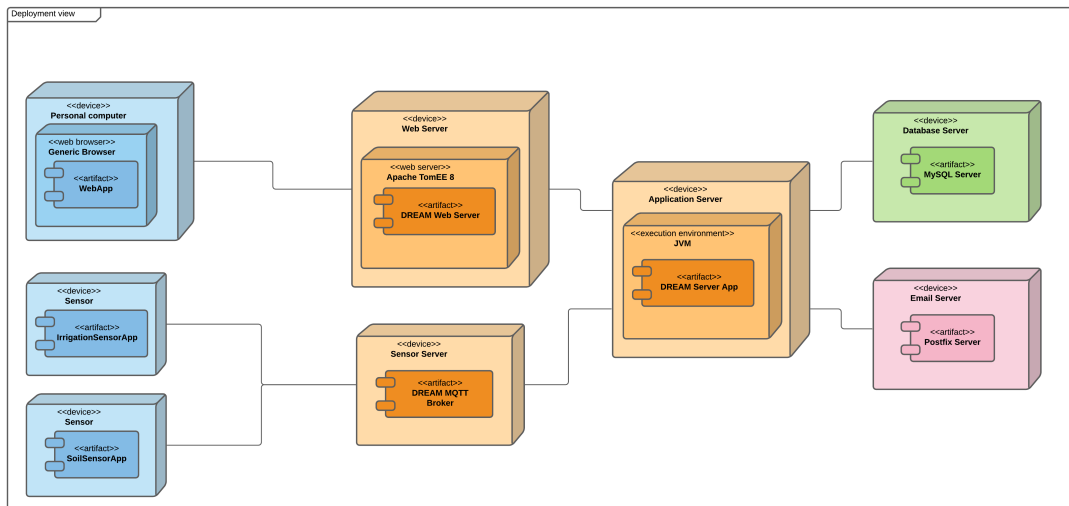 Deployment view
<<device>>
Personal computer
<<web browser>>
Generic Browser
<<artifact>>
WebApp
<<device>>
Sensor
<<artifact>>
IrrigationSensorApp
<<device>>
Sensor
<<artifact>>
SoilSensorApp
<<device>>
Web Server
<<web server>>
Apache TomEE 8
<<artifact>>
DREAM Web Server
<<device>>
Sensor Server
<<artifact>>
DREAM MQTT
Broker
<<device>>
Application Server
<<execution environment>>
JVM
<<artifact>>
DREAM Server App
<<device>>
Database Server
<<artifact>>
MySQL Server
<<device>>
Email Server
<<artifact>>
Postfix Server